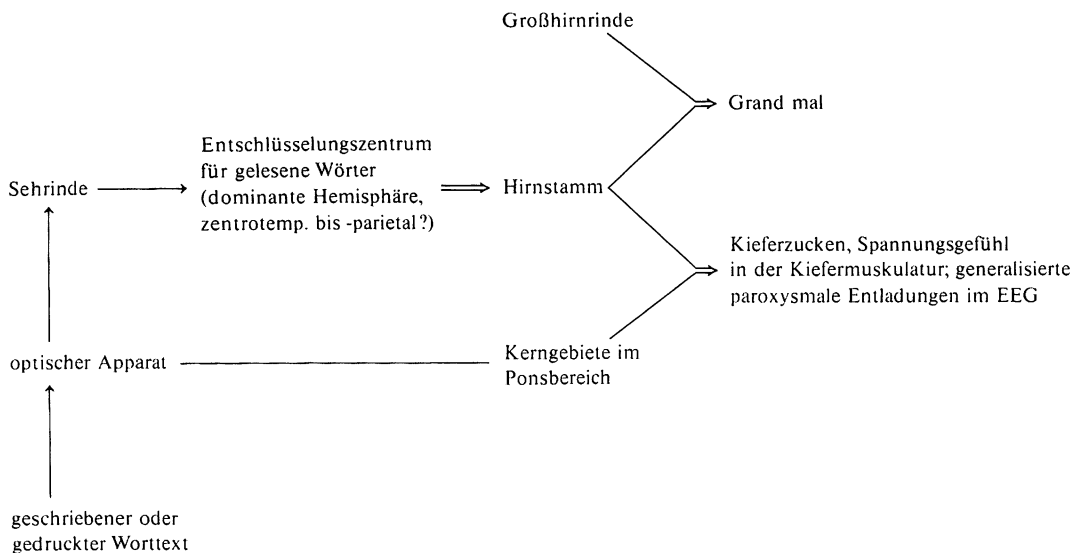 Großhirnrinde
Grand mal
Entschlüsselungszentrum
für gelesene Wörter
(dominante Hemisphäre,
zentrotemp. bis -parietal?)
Sehrinde
Hirnstamm
Kieferzucken, Spannungsgefühl
in der Kiefermuskulatur; generalisierte
paroxysmale Entladungen im EEG
optischer Apparat
Kerngebiete im
Ponsbereich
geschriebener oder
gedruckter Worttext